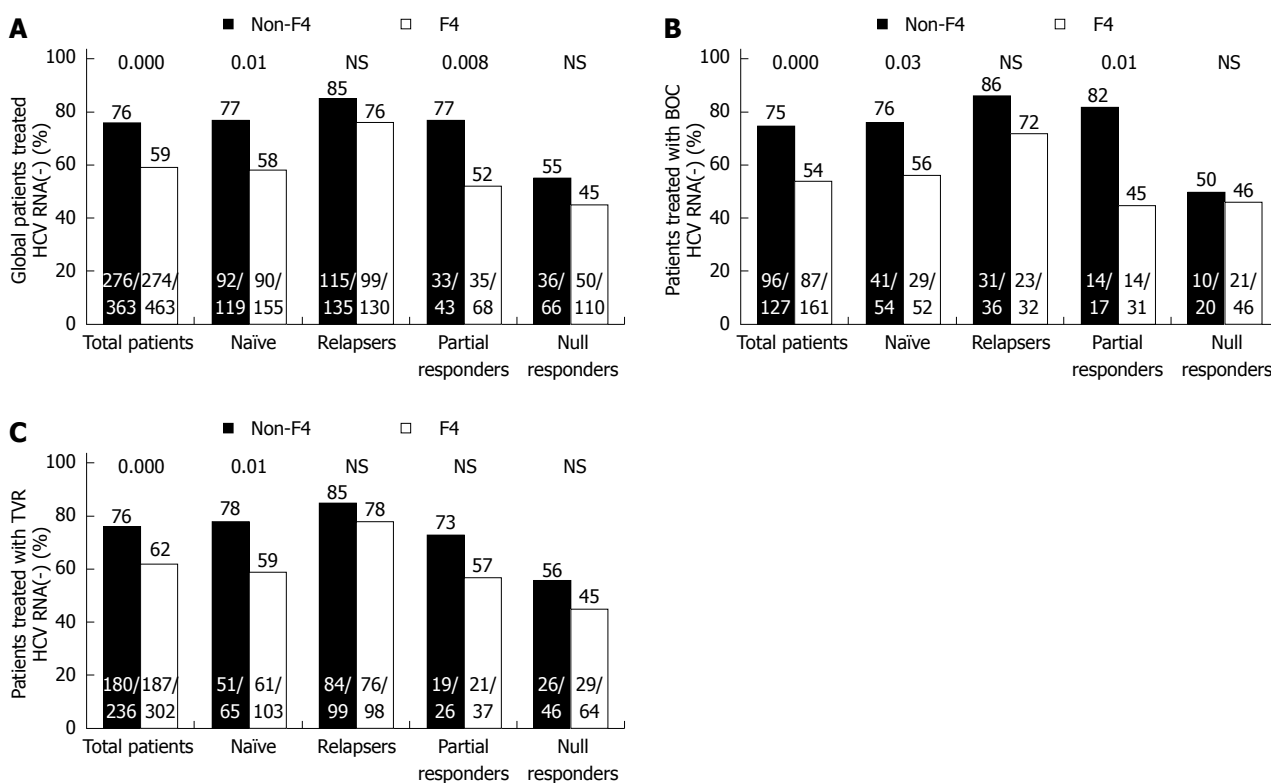 A
Non-F4 F4
Global patients treated
HCV RNA(-) (%)
100
80
60
40
20
0
0.000 0.01 NS 0.008 NS
76 59 77 58 85 76 77 52 55 45
276/ 274/ 92/ 90/ 115/ 99/ 33/ 35/ 36/ 50/
363 463 119 155 135 130 43 68 66 110
Total patients Naïve Relapsers Partial Null
responders responders
B
Non-F4 F4
Patients treated with BOC
HCV RNA(-) (%)
100
80
60
40
20
0
0.000 0.03 NS 0.01 NS
75 54 76 56 86 72 82 45 50 46
96/ 87/ 41/ 29/ 31/ 23/ 14/ 14/ 10/ 21/
127 161 54 52 36 32 17 31 20 46
Total patients Naïve Relapsers Partial Null
responders responders
C
Non-F4 F4
Patients treated with TVR
HCV RNA(-) (%)
100
80
60
40
20
0
0.000 0.01 NS NS NS
76 62 78 59 85 78 73 57 56 45
180/ 187/ 51/ 61/ 84/ 76/ 19/ 21/ 26/ 29/
236 302 65 103 99 98 26 37 46 64
Total patients Naïve Relapsers Partial Null
responders responders